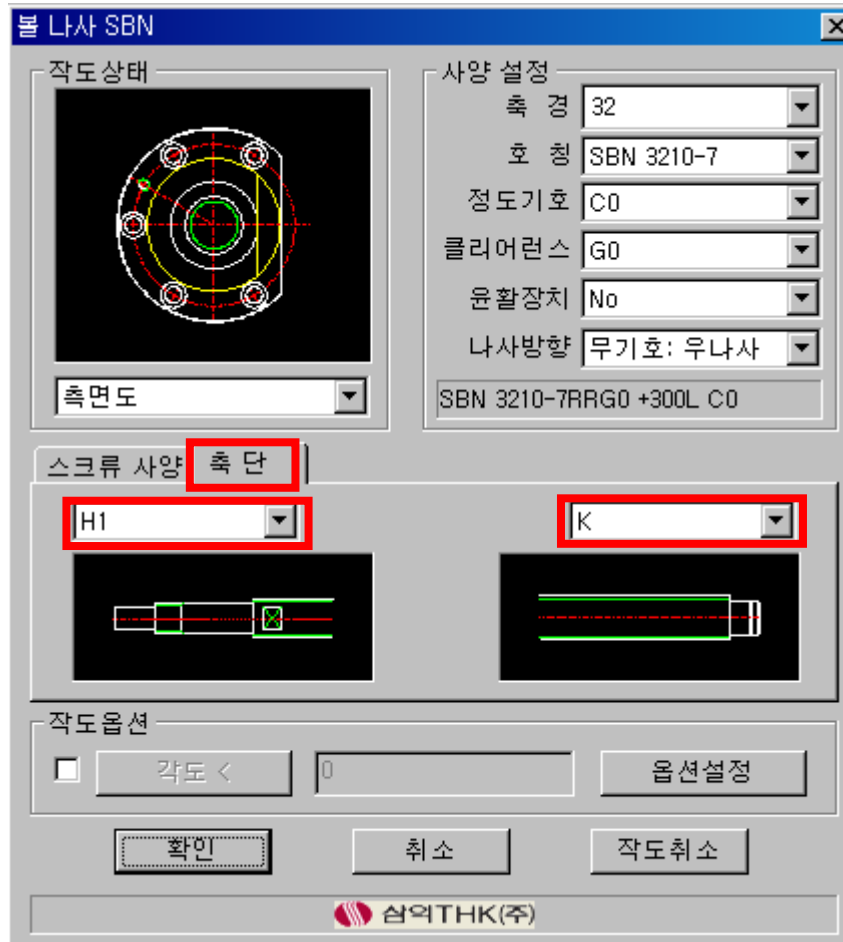 볼 나사 SBN
작도상태
측면도
사양 설정
축 경 32
호 칭 SBN 3210-7
정도기호 C0
클리어런스 G0
윤활장치 No
나사방향 무기호: 우나사
SBN 3210-7RRG0 +300L C0
스크류 사양 축 단
H1 K
작도옵션
각도 < 0 옵션설정
확인 취소 작도취소
삼익THK(주)